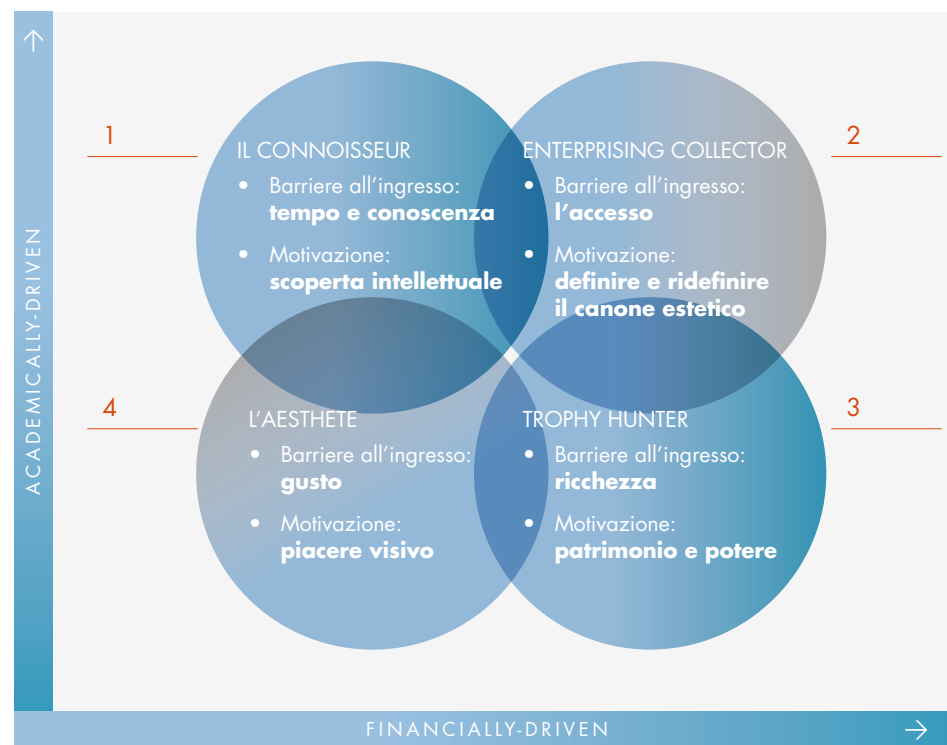 1
IL CONNOISSEUR
• Barriere all’ingresso:
tempo e conoscenza
• Motivazione:
scoperta intellettuale
2
ENTERPRISING COLLECTOR
• Barriere all’ingresso:
l’accesso
• Motivazione:
definire e ridefinire
il canone estetico
4
L’AESTHETE
• Barriere all’ingresso:
gusto
• Motivazione:
piacere visivo
3
TROPHY HUNTER
• Barriere all’ingresso:
ricchezza
• Motivazione:
patrimonio e potere
ACADEMICALLY-DRIVEN
FINANCIALLY-DRIVEN